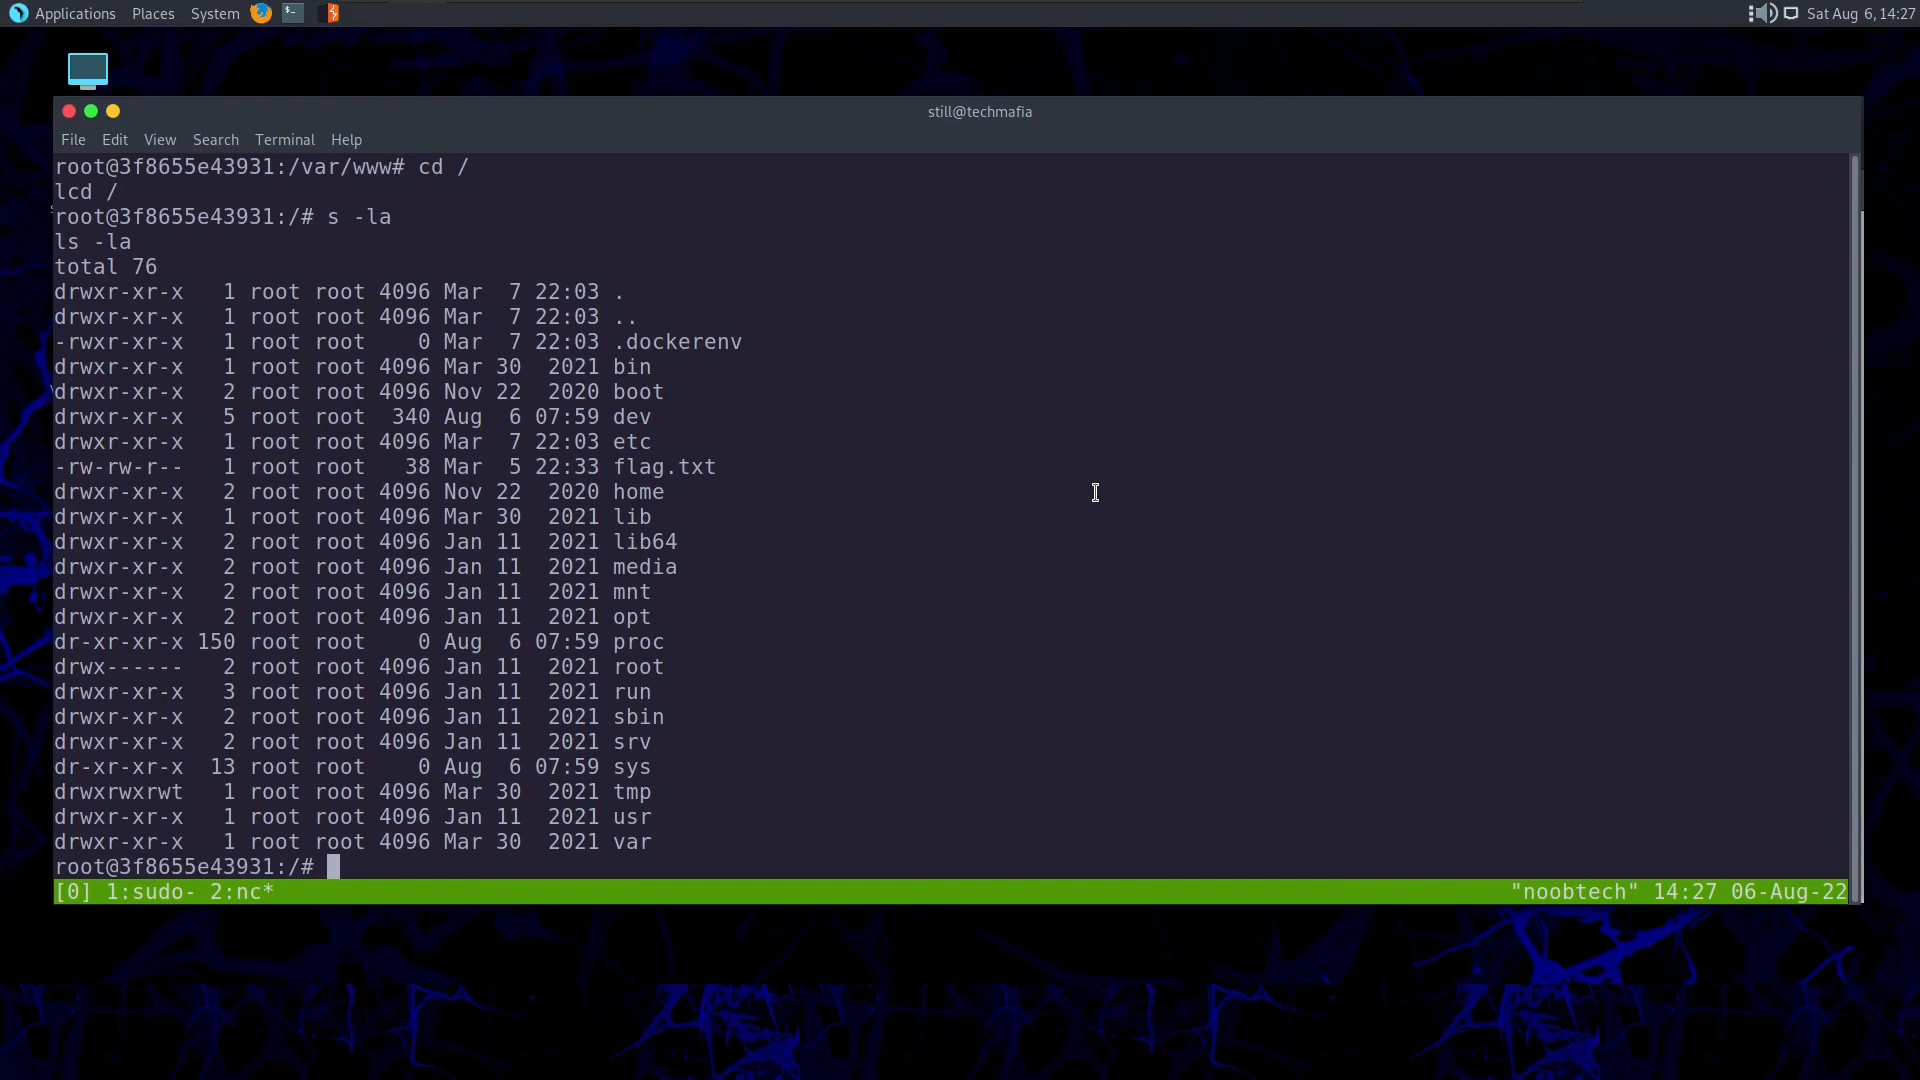 Applications Places System Sat Aug 6, 14:27
still@techmafia
File Edit View Search Terminal Help
root@3f8655e43931:/var/www# cd /
lcd /
root@3f8655e43931:/# s -la
ls -la
total 76
drwxr-xr-x   1 root root 4096 Mar  7 22:03 .
drwxr-xr-x   1 root root 4096 Mar  7 22:03 ..
-rwxr-xr-x   1 root root    0 Mar  7 22:03 .dockerenv
drwxr-xr-x   1 root root 4096 Mar 30  2021 bin
drwxr-xr-x   2 root root 4096 Nov 22  2020 boot
drwxr-xr-x   5 root root  340 Aug  6 07:59 dev
drwxr-xr-x   1 root root 4096 Mar  7 22:03 etc
-rw-rw-r--   1 root root   38 Mar  5 22:33 flag.txt
drwxr-xr-x   2 root root 4096 Nov 22  2020 home
drwxr-xr-x   1 root root 4096 Mar 30  2021 lib
drwxr-xr-x   2 root root 4096 Jan 11  2021 lib64
drwxr-xr-x   2 root root 4096 Jan 11  2021 media
drwxr-xr-x   2 root root 4096 Jan 11  2021 mnt
drwxr-xr-x   2 root root 4096 Jan 11  2021 opt
dr-xr-xr-x 150 root root    0 Aug  6 07:59 proc
drwx------   2 root root 4096 Jan 11  2021 root
drwxr-xr-x   3 root root 4096 Jan 11  2021 run
drwxr-xr-x   2 root root 4096 Jan 11  2021 sbin
drwxr-xr-x   2 root root 4096 Jan 11  2021 srv
dr-xr-xr-x  13 root root    0 Aug  6 07:59 sys
drwxrwxrwt   1 root root 4096 Mar 30  2021 tmp
drwxr-xr-x   1 root root 4096 Jan 11  2021 usr
drwxr-xr-x   1 root root 4096 Mar 30  2021 var
root@3f8655e43931:/#
[0] 1:sudo- 2:nc* "noobtech" 14:27 06-Aug-22